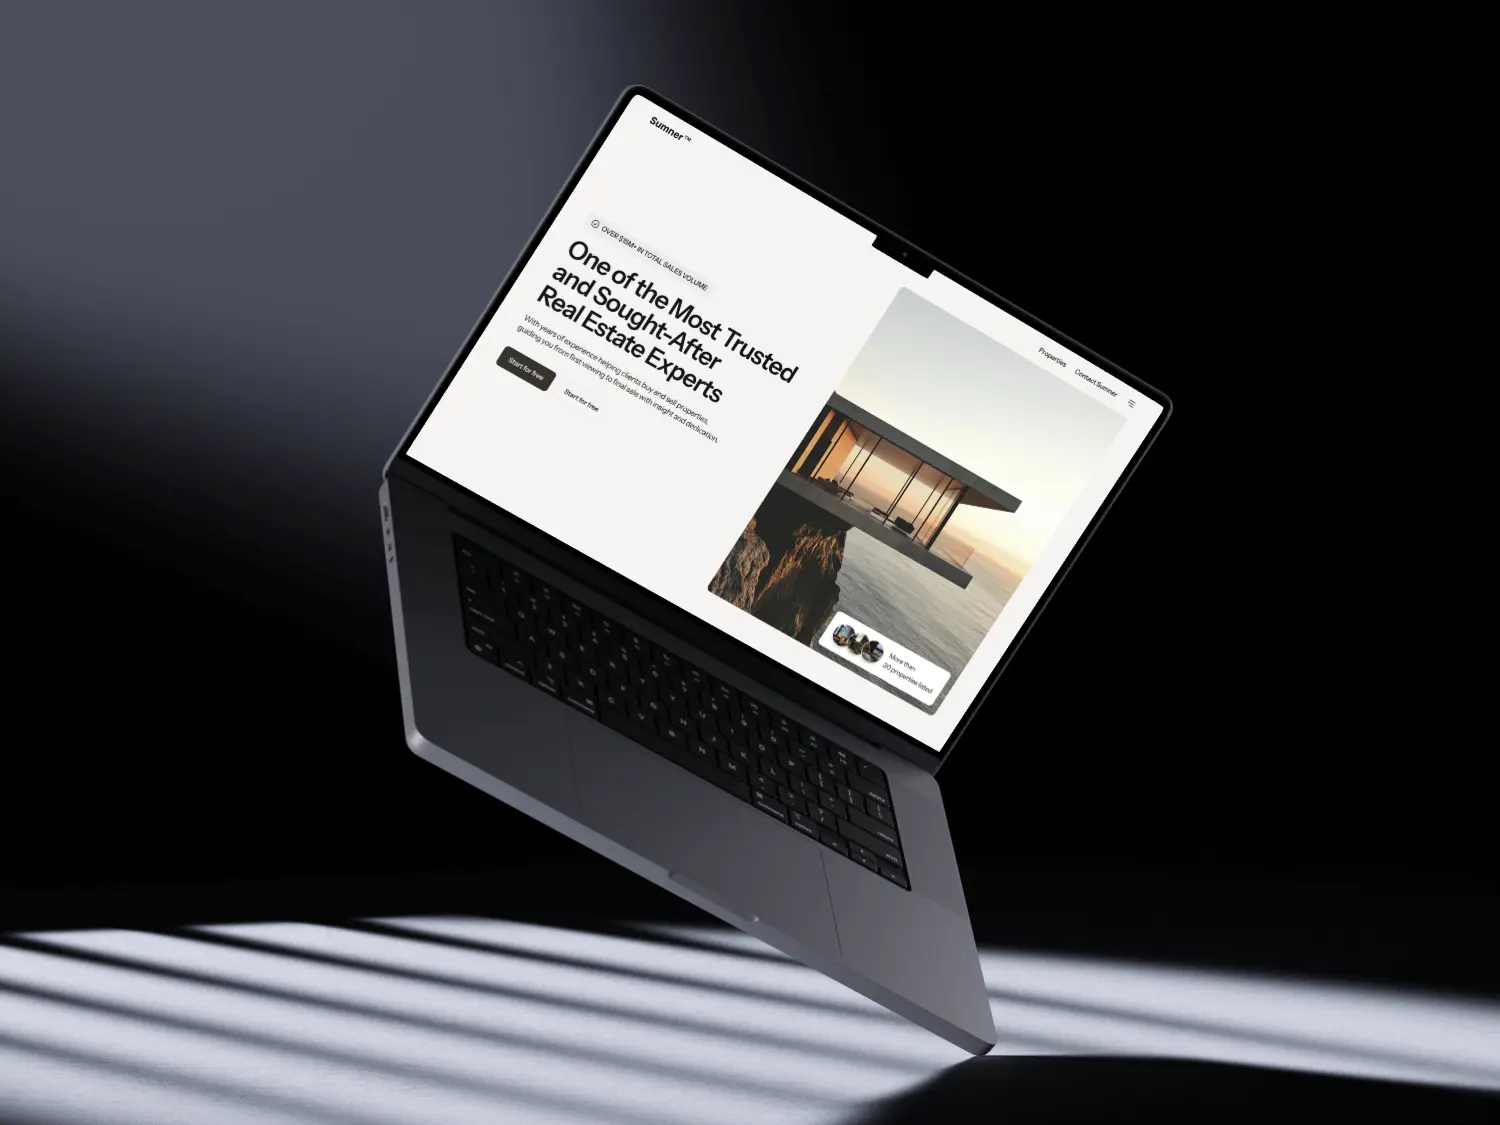 Sumner™
Properties
Contact Sumner
OVER $15M+ IN TOTAL SALES VOLUME
One of the Most Trusted
and Sought-After
Real Estate Experts
With years of experience helping clients buy and sell properties,
guiding you from first viewing to final sale with insight and dedication.
Start for free
Start for free
More than
30 properties listed